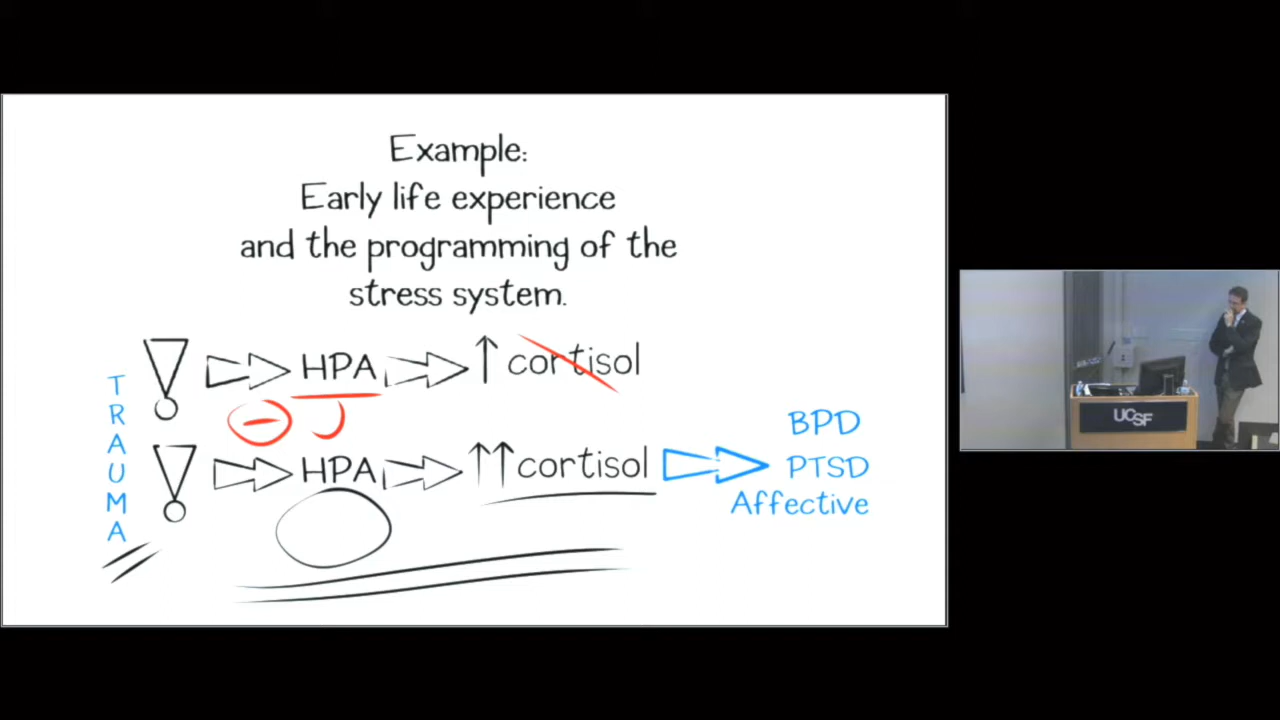 Example:
Early life experience
and the programming of the
stress system.
TRAUMA
! HPA ↑ cortisol
! HPA ↑↑ cortisol
BPD
PTSD
Affective
UCSF